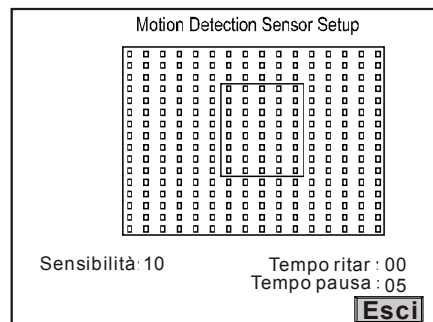 Motion Detection Sensor Setup
Sensibilità: 10 Tempo ritar : 00
Tempo pausa : 05
Esci